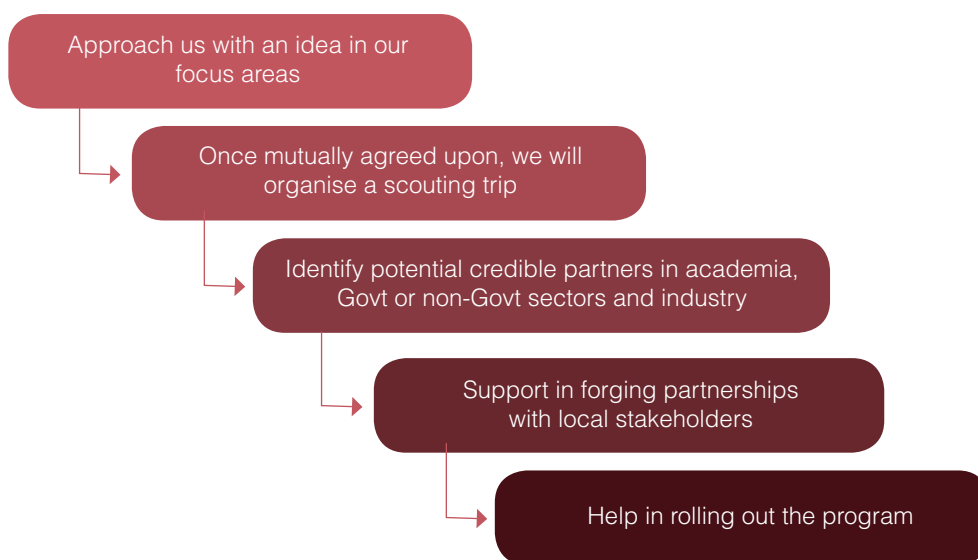 Approach us with an idea in our
focus areas
Once mutually agreed upon, we will
organise a scouting trip
Identify potential credible partners in academia,
Govt or non-Govt sectors and industry
Support in forging partnerships
with local stakeholders
Help in rolling out the program